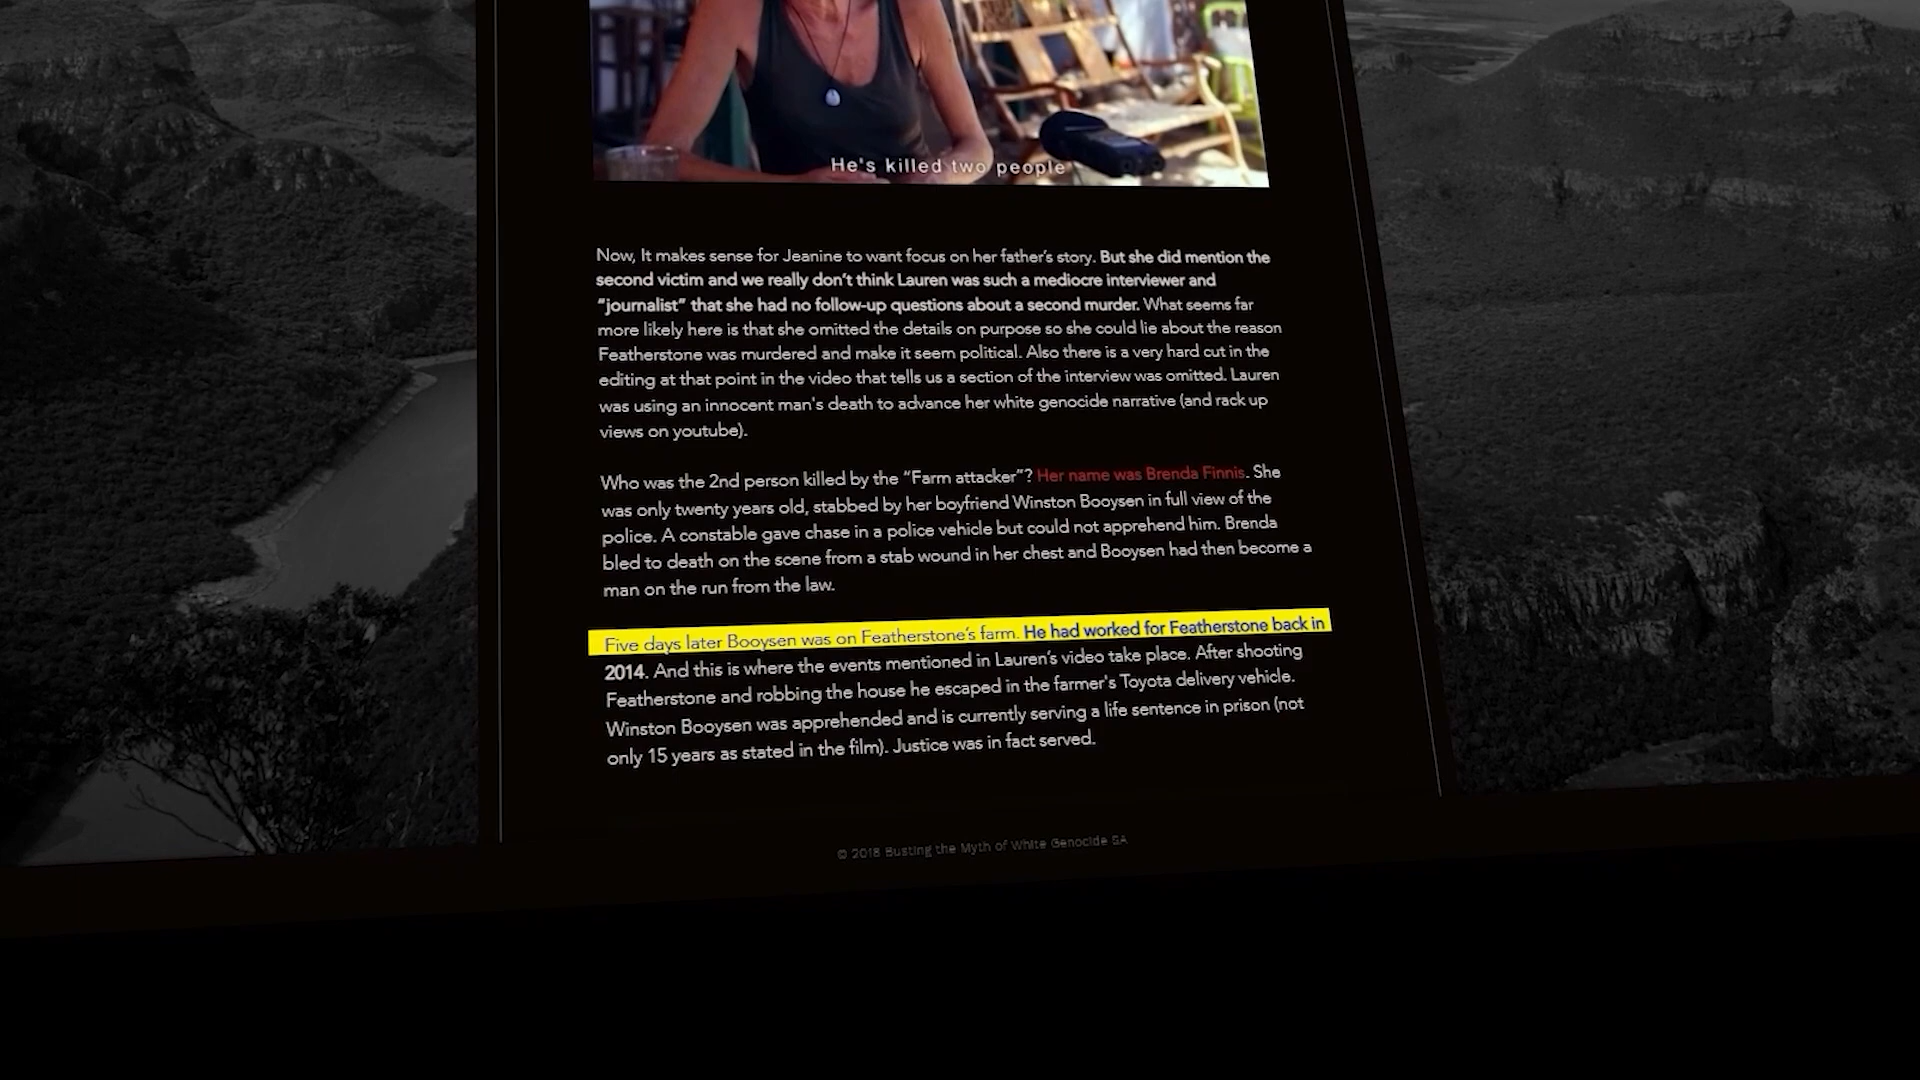 He's killed two people
Now, It makes sense for Jeanine to want focus on her father's story. But she did mention the
second victim and we really don't think Lauren was such a mediocre interviewer and
"journalist" that she had no follow-up questions about a second murder. What seems far
more likely here is that she omitted the details on purpose so she could lie about the reason
Featherstone was murdered and make it seem political. Also there is a very hard cut in the
editing at that point in the video that tells us a section of the interview was omitted. Lauren
was using an innocent man's death to advance her white genocide narrative (and rack up
views on youtube).
Who was the 2nd person killed by the "Farm attacker"? Her name was Brenda Finnis. She
was only twenty years old, stabbed by her boyfriend Winston Booysen in full view of the
police. A constable gave chase in a police vehicle but could not apprehend him. Brenda
bled to death on the scene from a stab wound in her chest and Booysen had then become a
man on the run from the law.
Five days later Booysen was on Featherstone's farm. He had worked for Featherstone back in
2014. And this is where the events mentioned in Lauren's video take place. After shooting
Featherstone and robbing the house he escaped in the farmer's Toyota delivery vehicle.
Winston Booysen was apprehended and is currently serving a life sentence in prison (not
only 15 years as stated in the film). Justice was in fact served.
© 2018 Busting the Myth of White Genocide SA